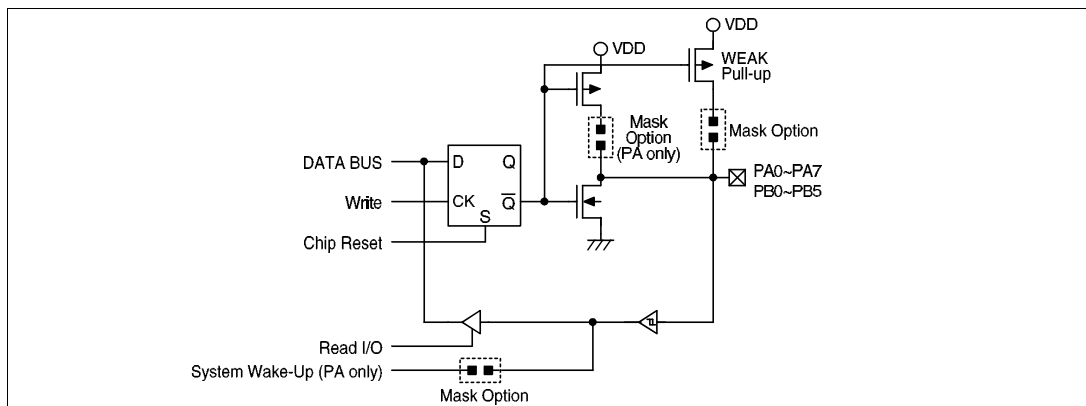 VDD
VDD
WEAK
Pull-up
Mask
Option
(PA only)
Mask Option
DATA BUS
D
Q
PA0~PA7
PB0~PB5
Write
CK
Q̅
S
Chip Reset
Read I/O
System Wake-Up (PA only)
Mask Option